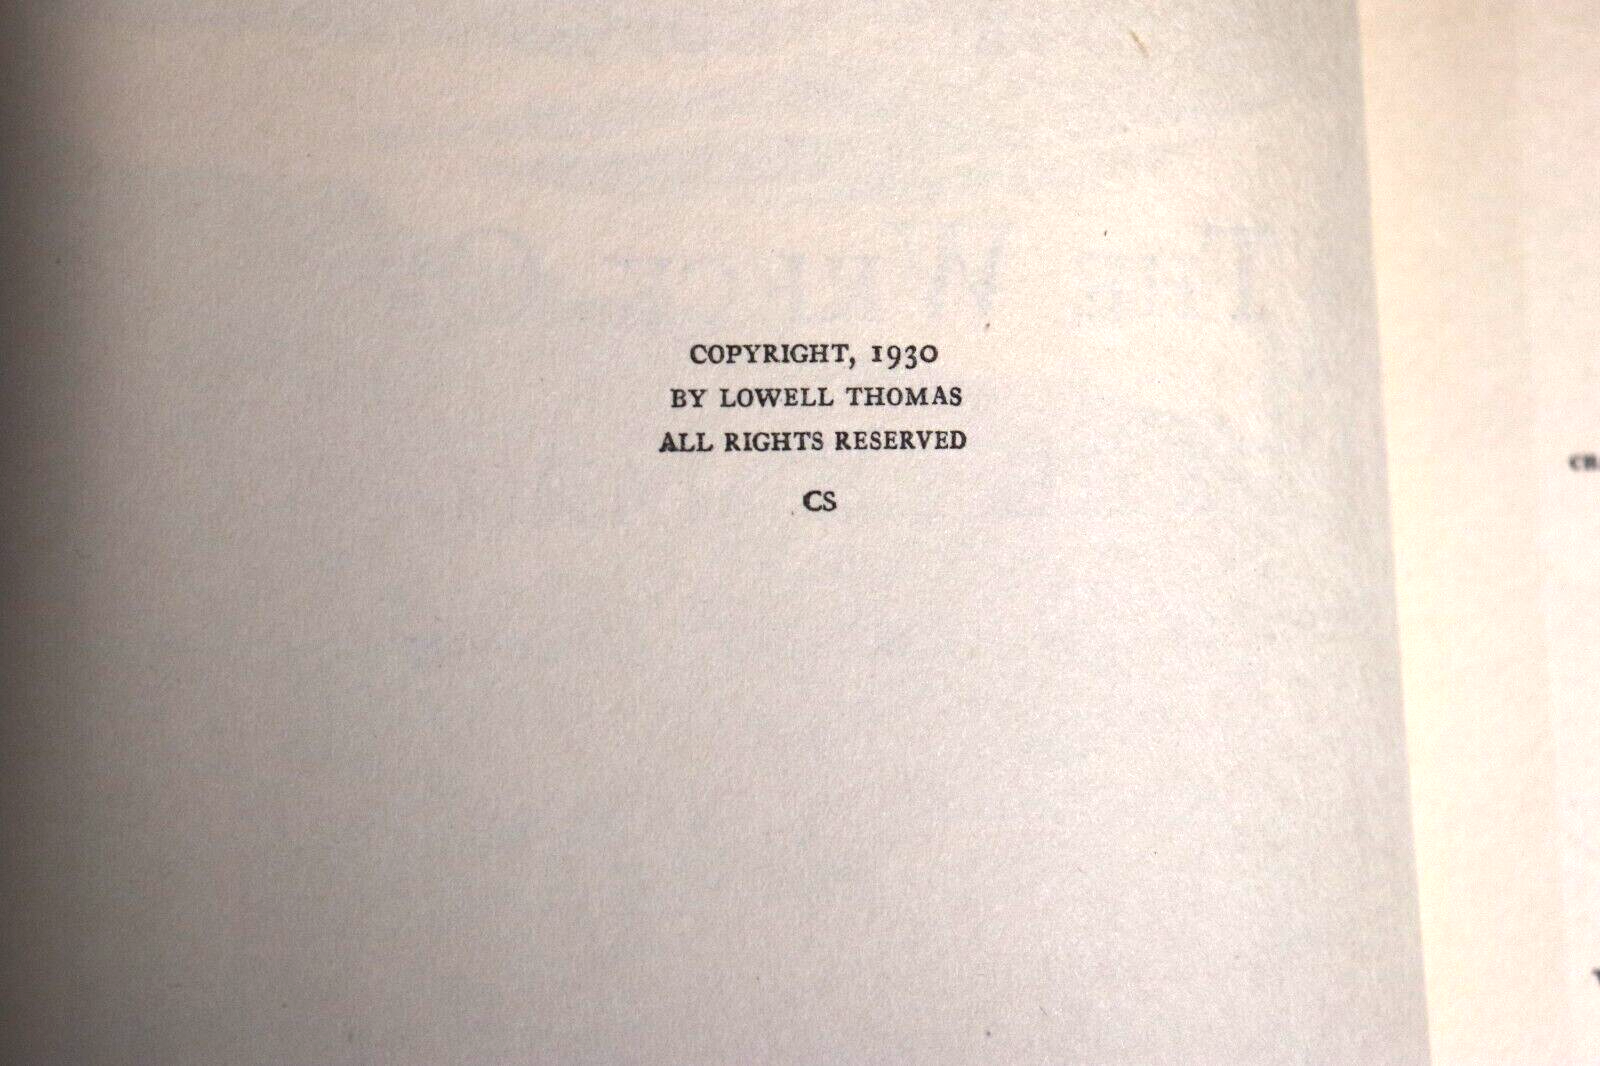 COPYRIGHT, 1930
BY LOWELL THOMAS
ALL RIGHTS RESERVED
CS